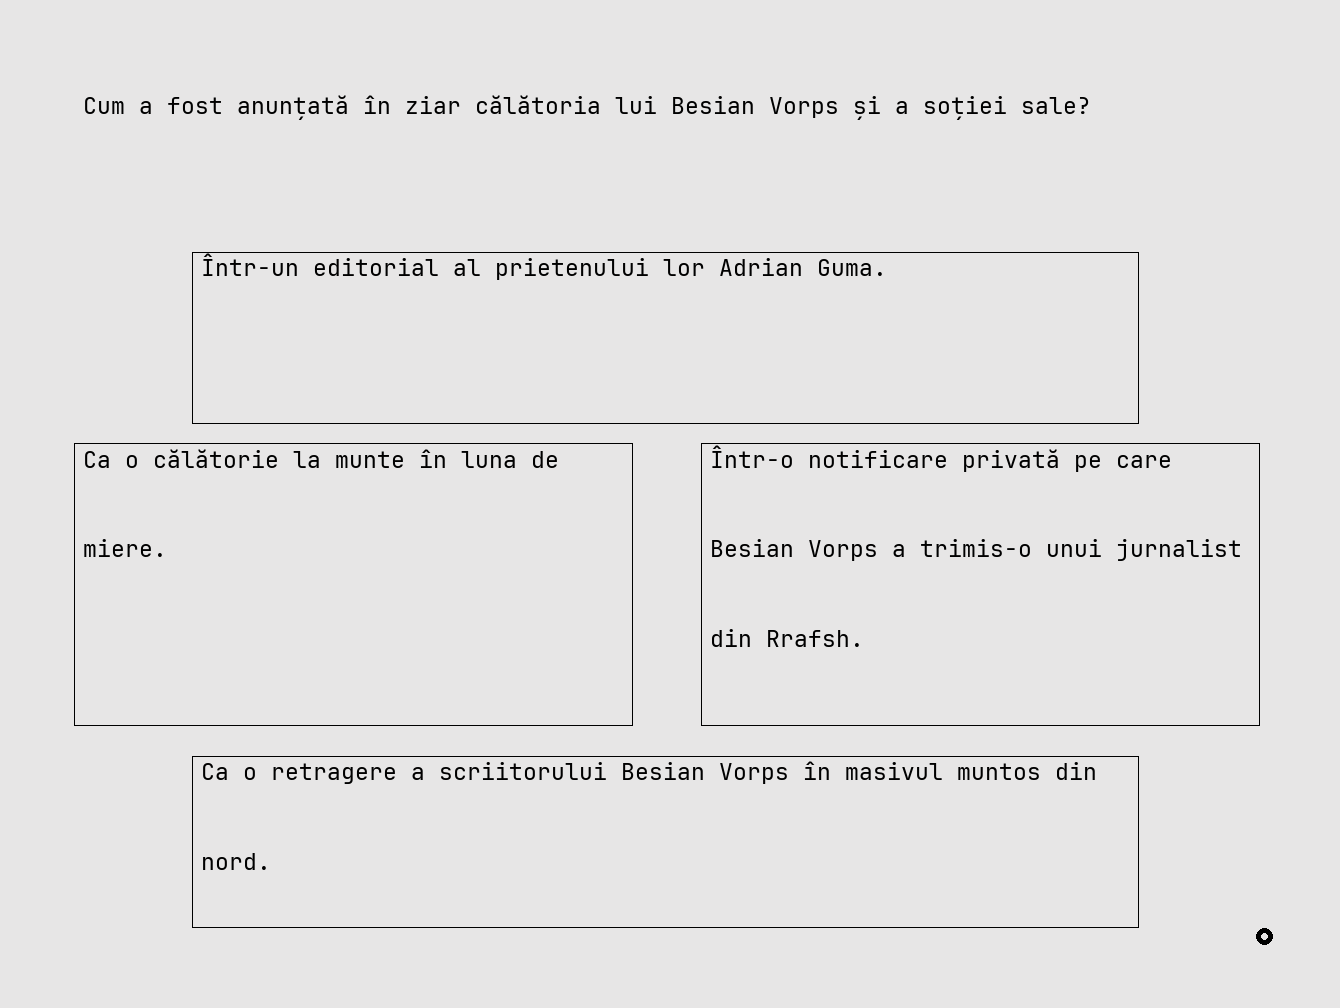 Cum a fost anunțată în ziar călătoria lui Besian Vorps și a soției sale?
Într-un editorial al prietenului lor Adrian Guma.
Ca o călătorie la munte în luna de
miere.
Într-o notificare privată pe care
Besian Vorps a trimis-o unui jurnalist
din Rrafsh.
Ca o retragere a scriitorului Besian Vorps în masivul muntos din
nord.